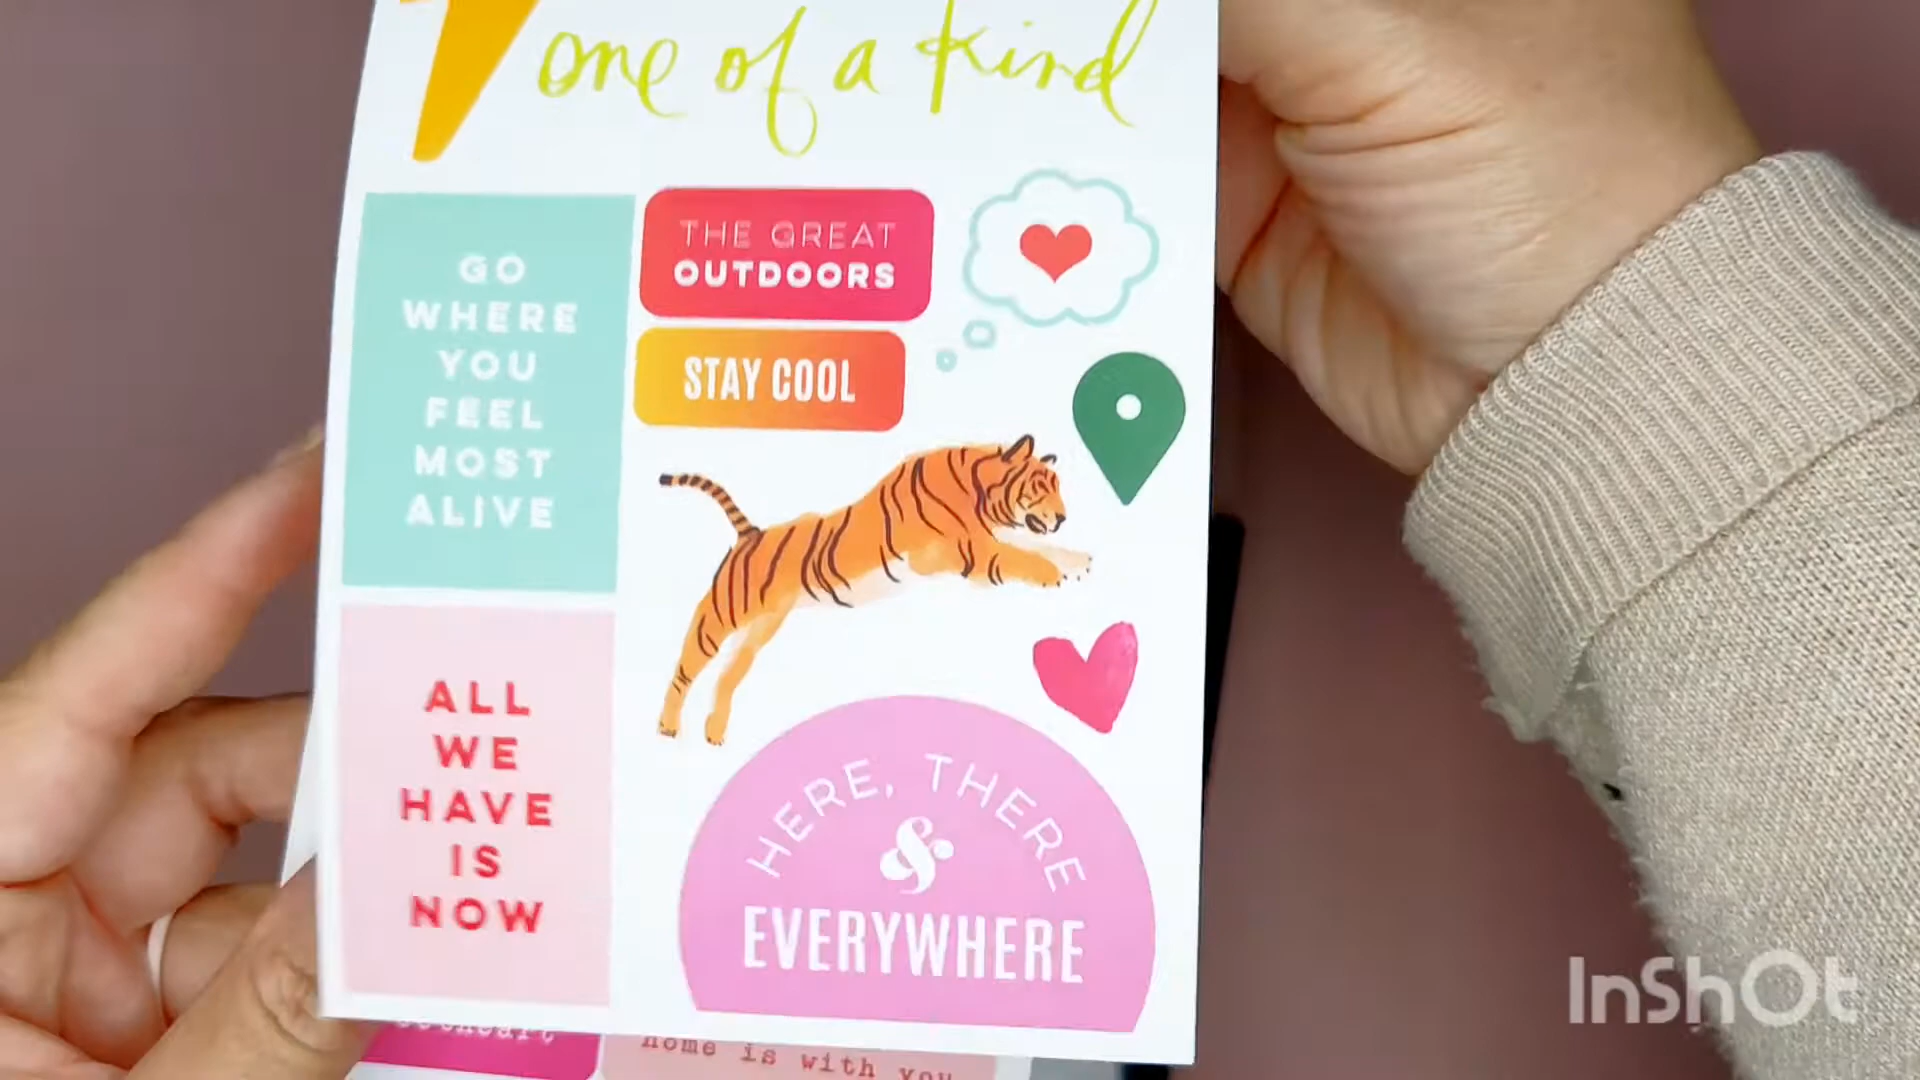 one of a kind
GO
WHERE
YOU
FEEL
MOST
ALIVE
THE GREAT
OUTDOORS
STAY COOL
ALL
WE
HAVE
IS
NOW
HERE, THERE
&
EVERYWHERE
home is with you
InShOt